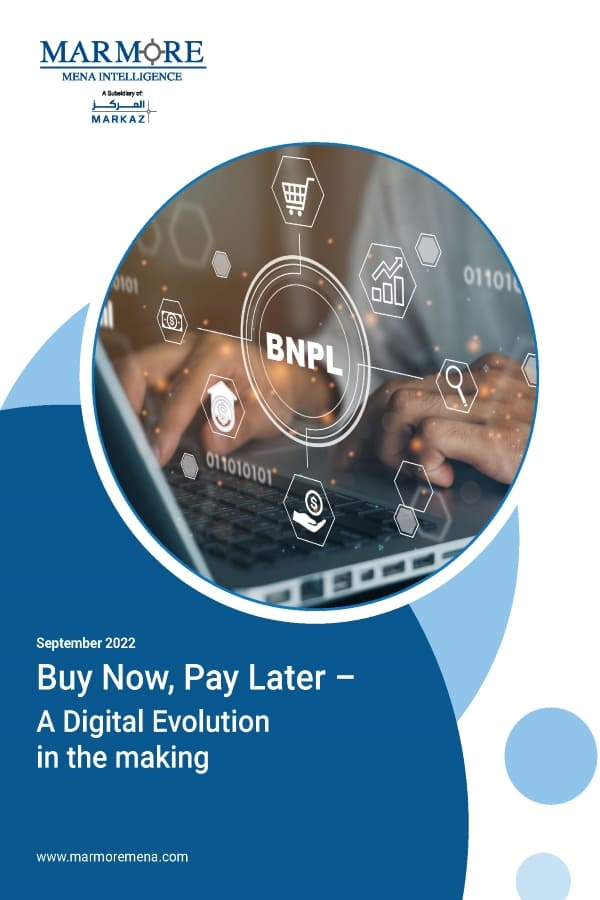 MARMORE
MENA INTELLIGENCE
A Subsidiary of:
المركز
MARKAZ
01101
0101
BNPL
011010101
September 2022
Buy Now, Pay Later –
A Digital Evolution
in the making
www.marmoremena.com